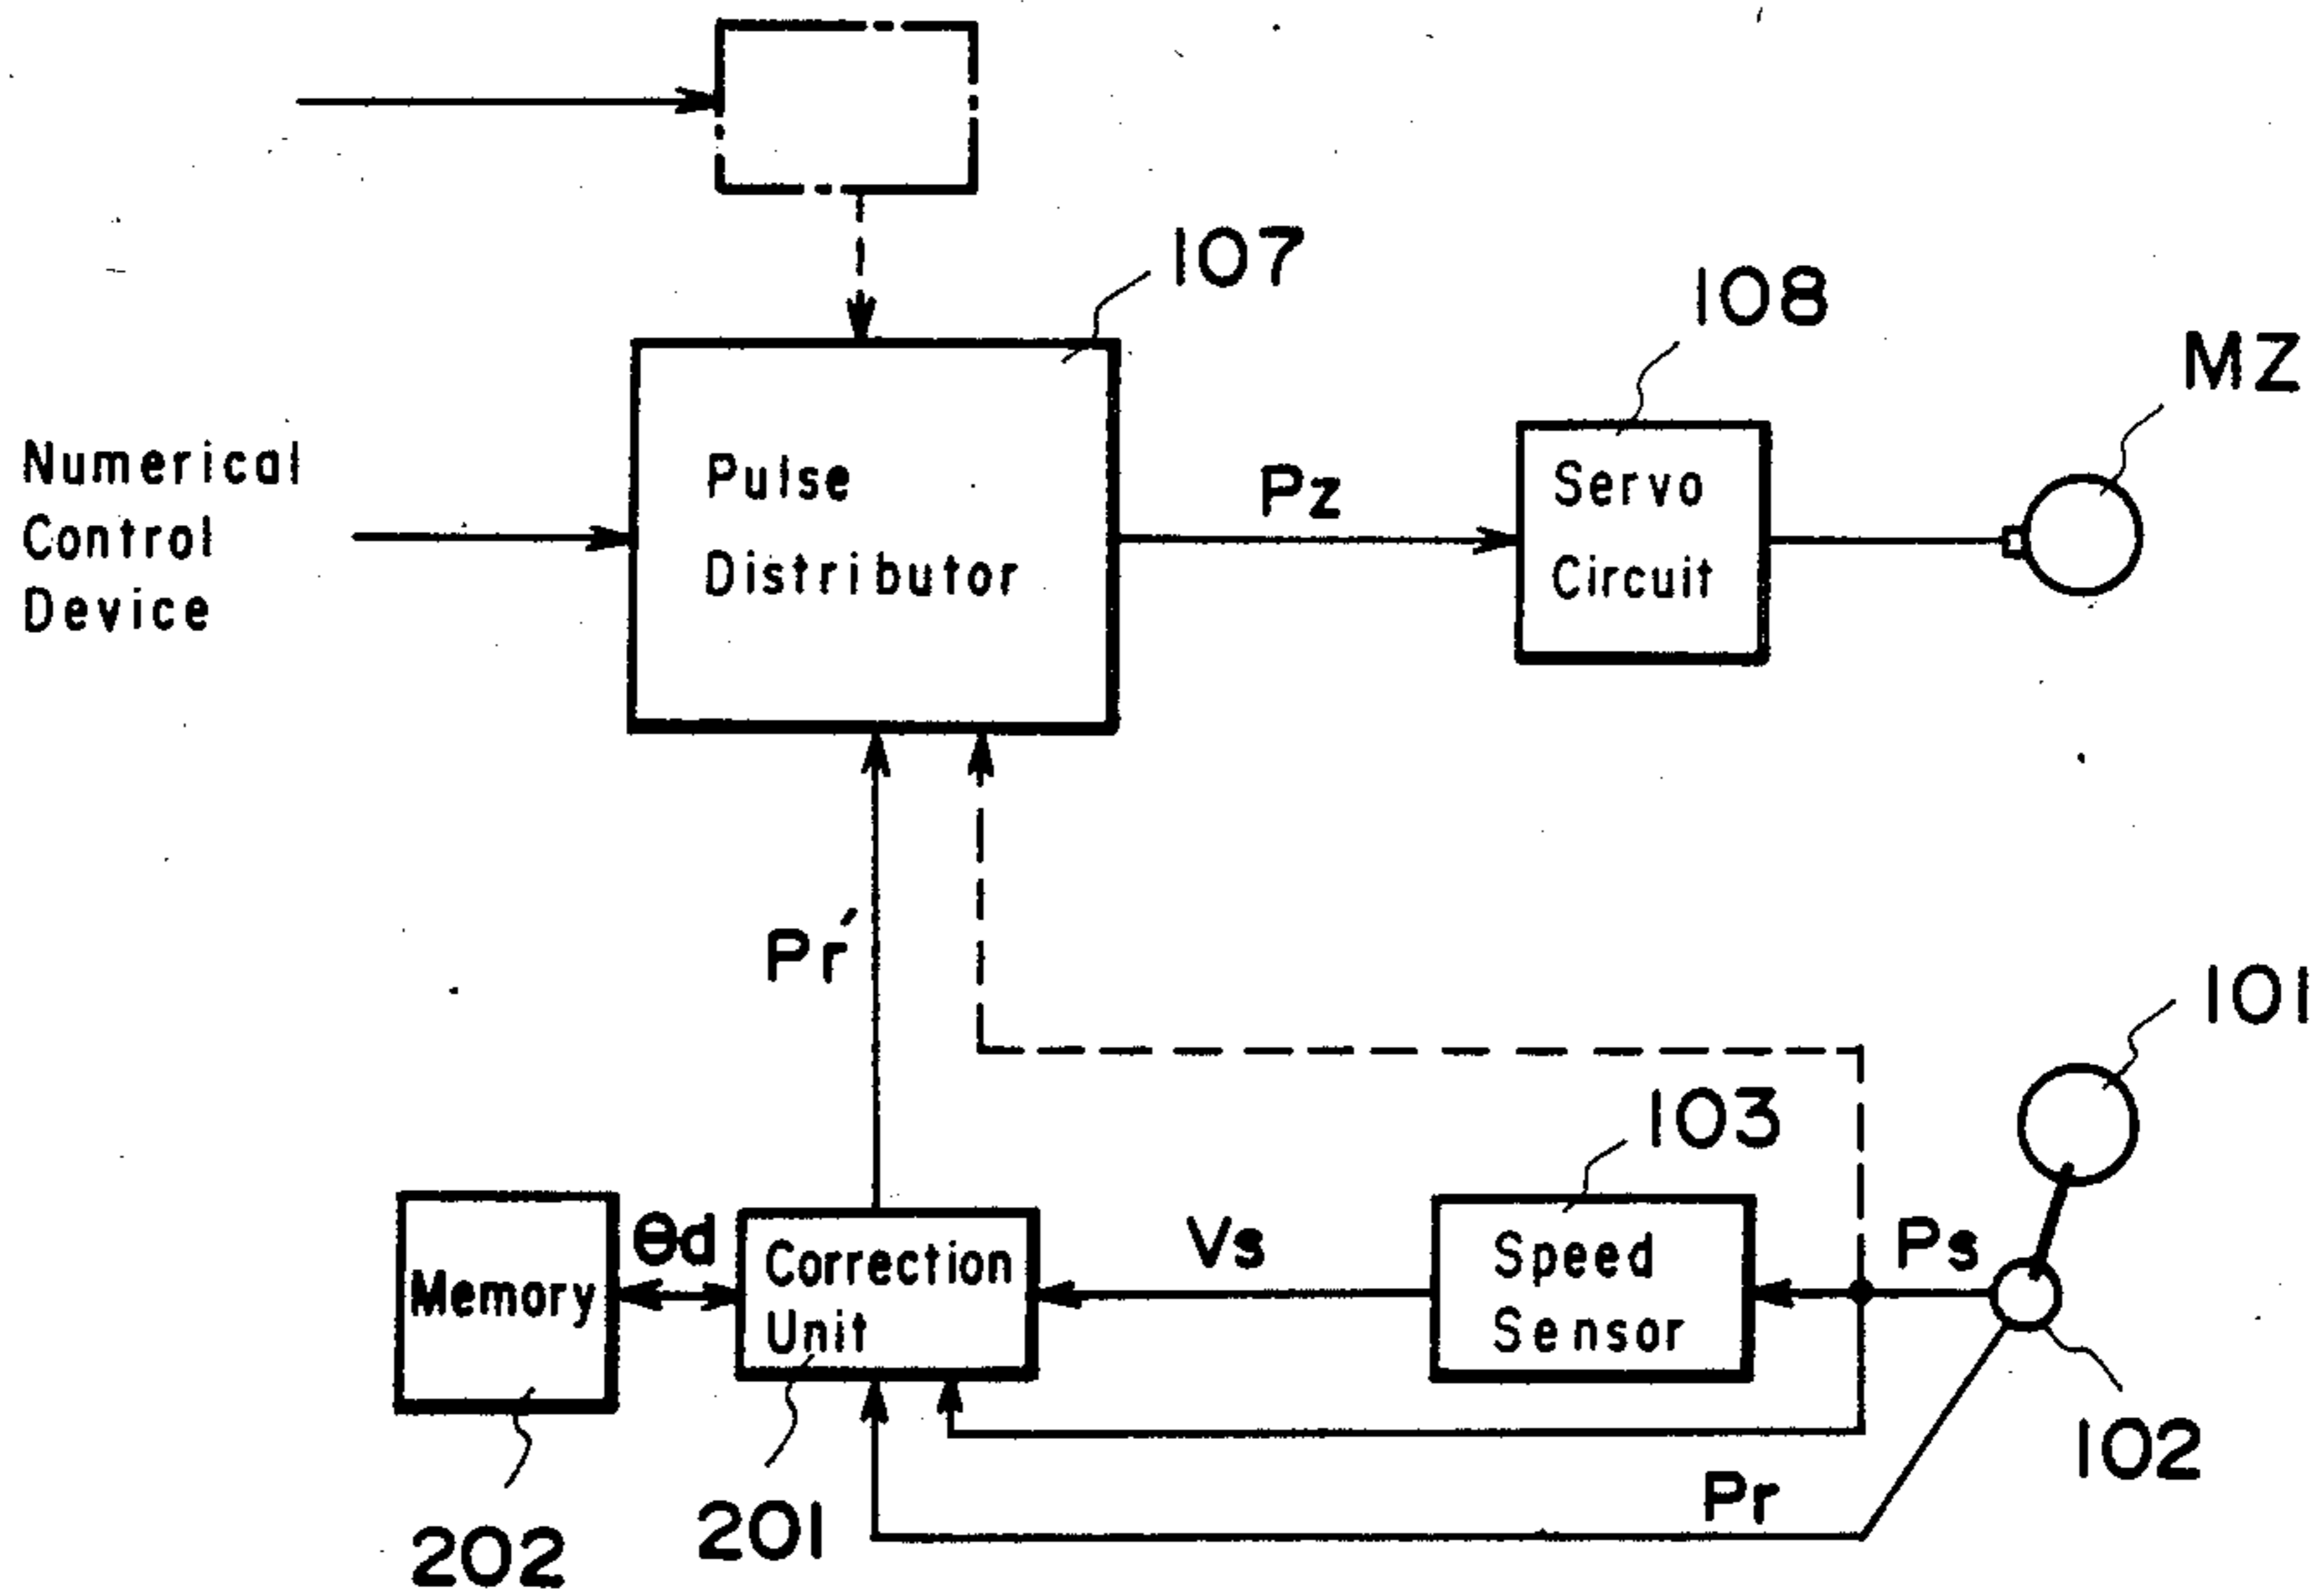 107
108
MZ
Numerical
Control
Device
Pulse
Distributor
Pz
Servo
Circuit
Pr′
101
103
Memory
θd
Correction
Unit
Vs
Speed
Sensor
Ps
102
Pr
201
202